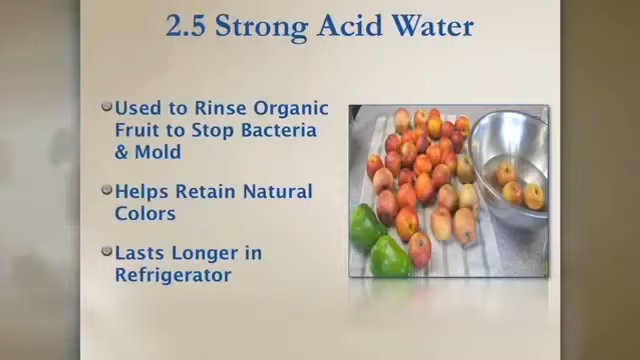 2.5 Strong Acid Water
Used to Rinse Organic
Fruit to Stop Bacteria
& Mold
Helps Retain Natural
Colors
Lasts Longer in
Refrigerator